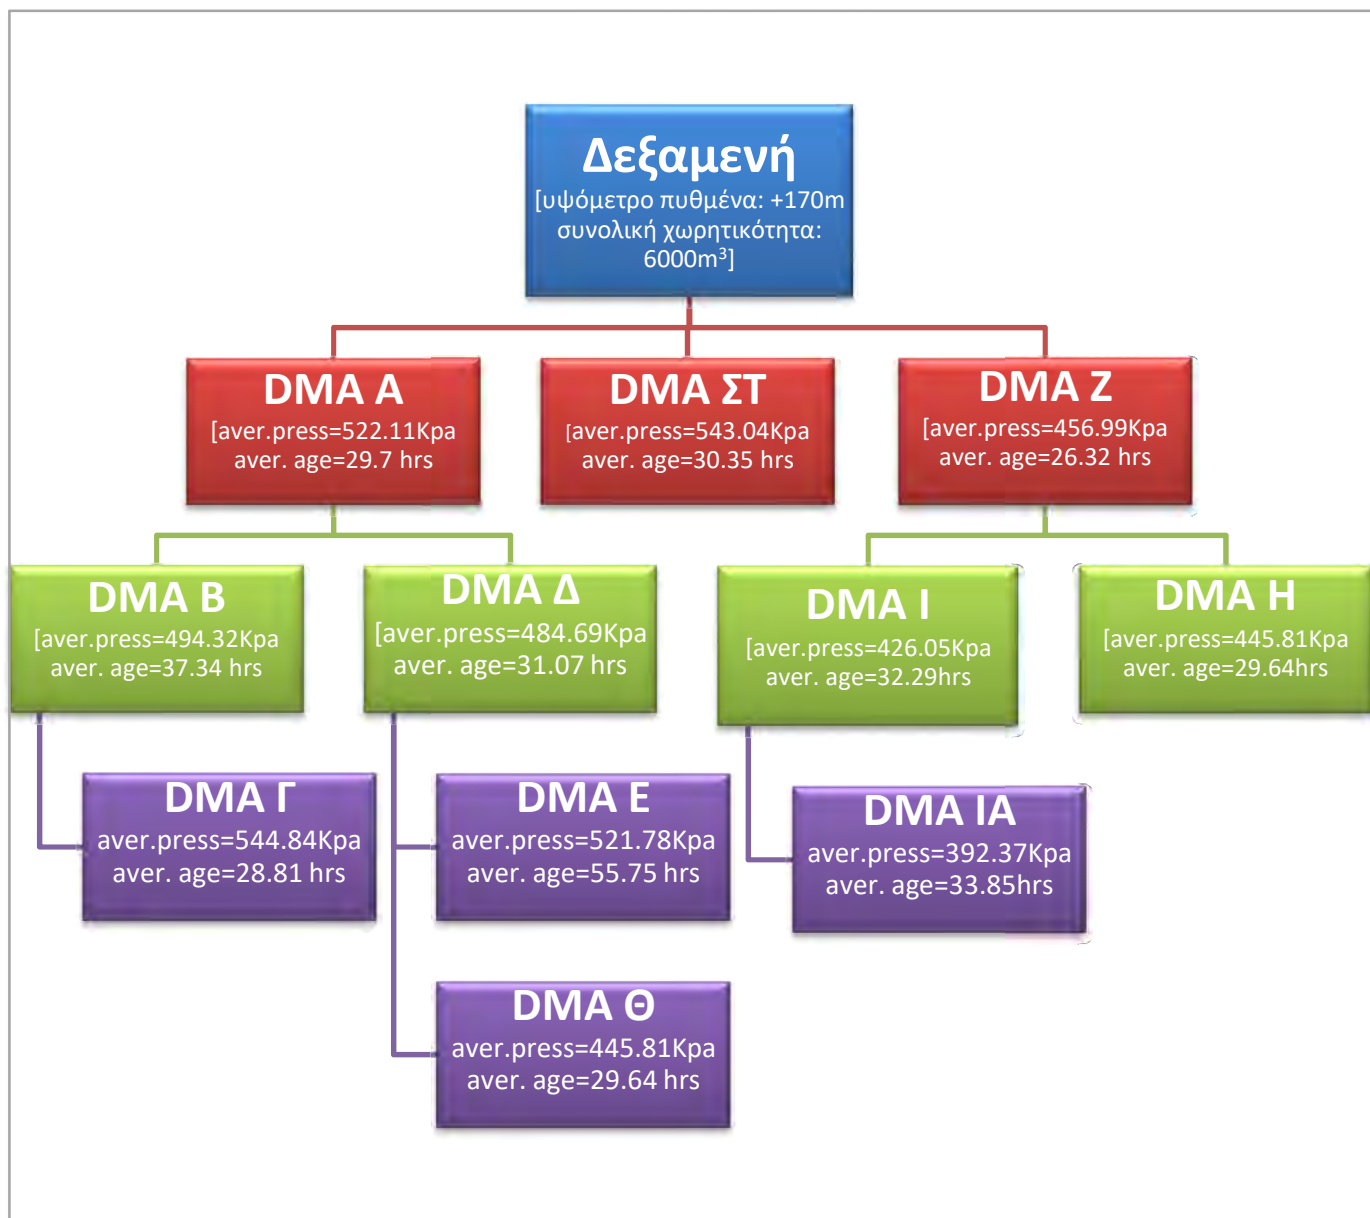 Δεξαμενή
[υψόμετρο πυθμένα: +170m
συνολική χωρητικότητα:
6000m³]
DMA A
[aver.press=522.11Kpa
aver. age=29.7 hrs
DMA ΣΤ
[aver.press=543.04Kpa
aver. age=30.35 hrs
DMA Z
[aver.press=456.99Kpa
aver. age=26.32 hrs
DMA B
[aver.press=494.32Kpa
aver. age=37.34 hrs
DMA Δ
[aver.press=484.69Kpa
aver. age=31.07 hrs
DMA I
[aver.press=426.05Kpa
aver. age=32.29hrs
DMA H
[aver.press=445.81Kpa
aver. age=29.64hrs
DMA Γ
aver.press=544.84Kpa
aver. age=28.81 hrs
DMA E
aver.press=521.78Kpa
aver. age=55.75 hrs
DMA IA
aver.press=392.37Kpa
aver. age=33.85hrs
DMA Θ
aver.press=445.81Kpa
aver. age=29.64 hrs